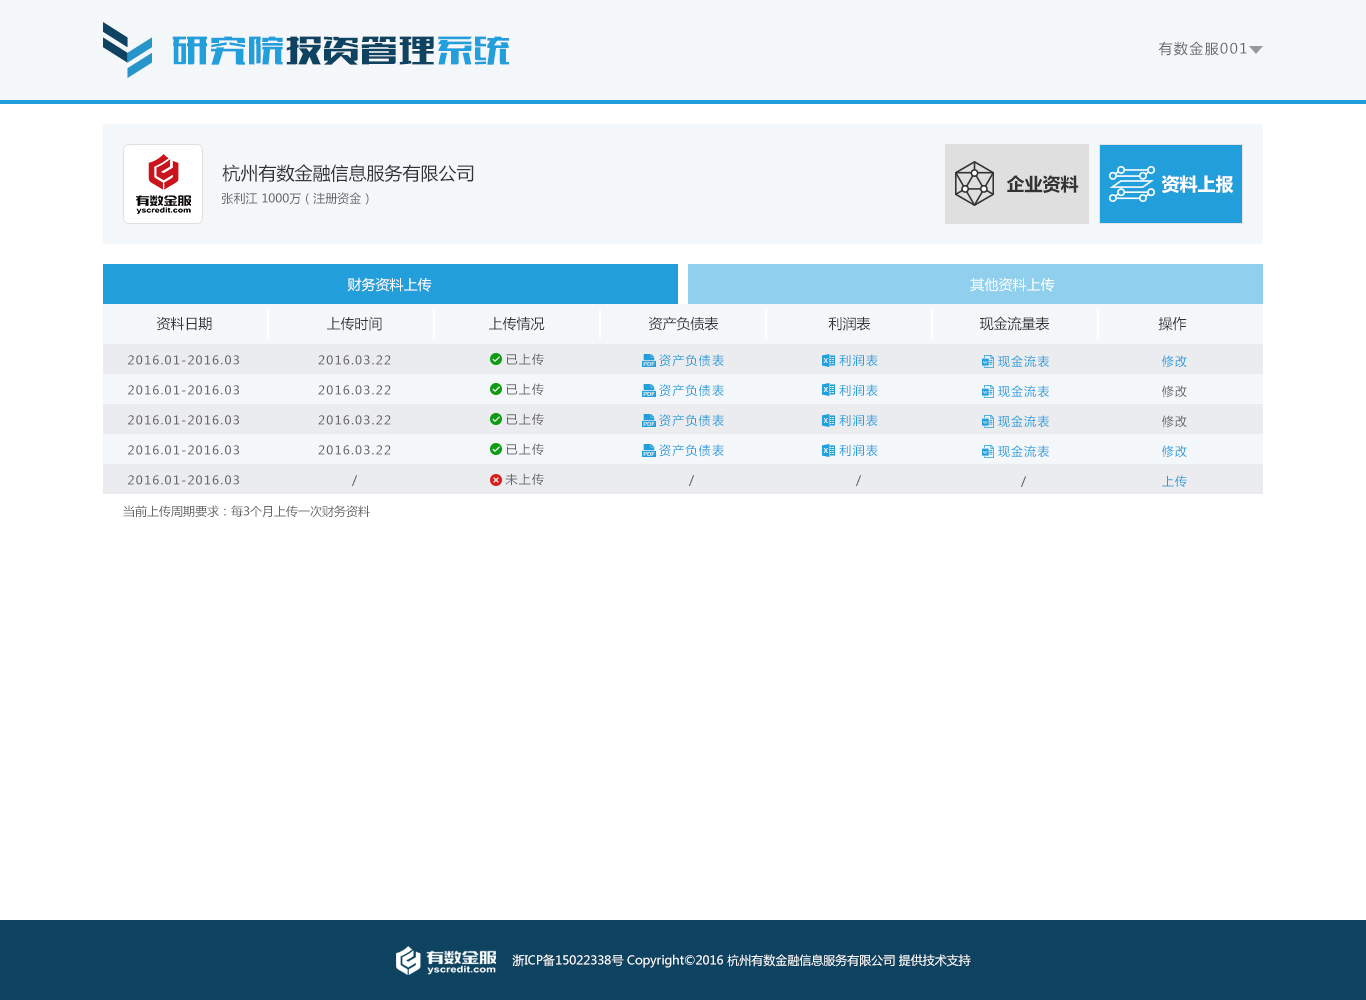 研究院投资管理系统
有数金服001
有数金服
yscredit.com
杭州有数金融信息服务有限公司
张利江 1000万 ( 注册资金 )
企业资料
资料上报
财务资料上传 其他资料上传
资料日期 上传时间 上传情况 资产负债表 利润表 现金流量表 操作
2016.01-2016.03 2016.03.22 已上传 PDF 资产负债表 利润表 现金流表 修改
2016.01-2016.03 2016.03.22 已上传 PDF 资产负债表 利润表 现金流表 修改
2016.01-2016.03 2016.03.22 已上传 PDF 资产负债表 利润表 现金流表 修改
2016.01-2016.03 2016.03.22 已上传 PDF 资产负债表 利润表 现金流表 修改
2016.01-2016.03 / 未上传 / / / 上传
当前上传周期要求：每3个月上传一次财务资料
有数金服
yscredit.com
浙ICP备15022338号 Copyright©2016 杭州有数金融信息服务有限公司 提供技术支持